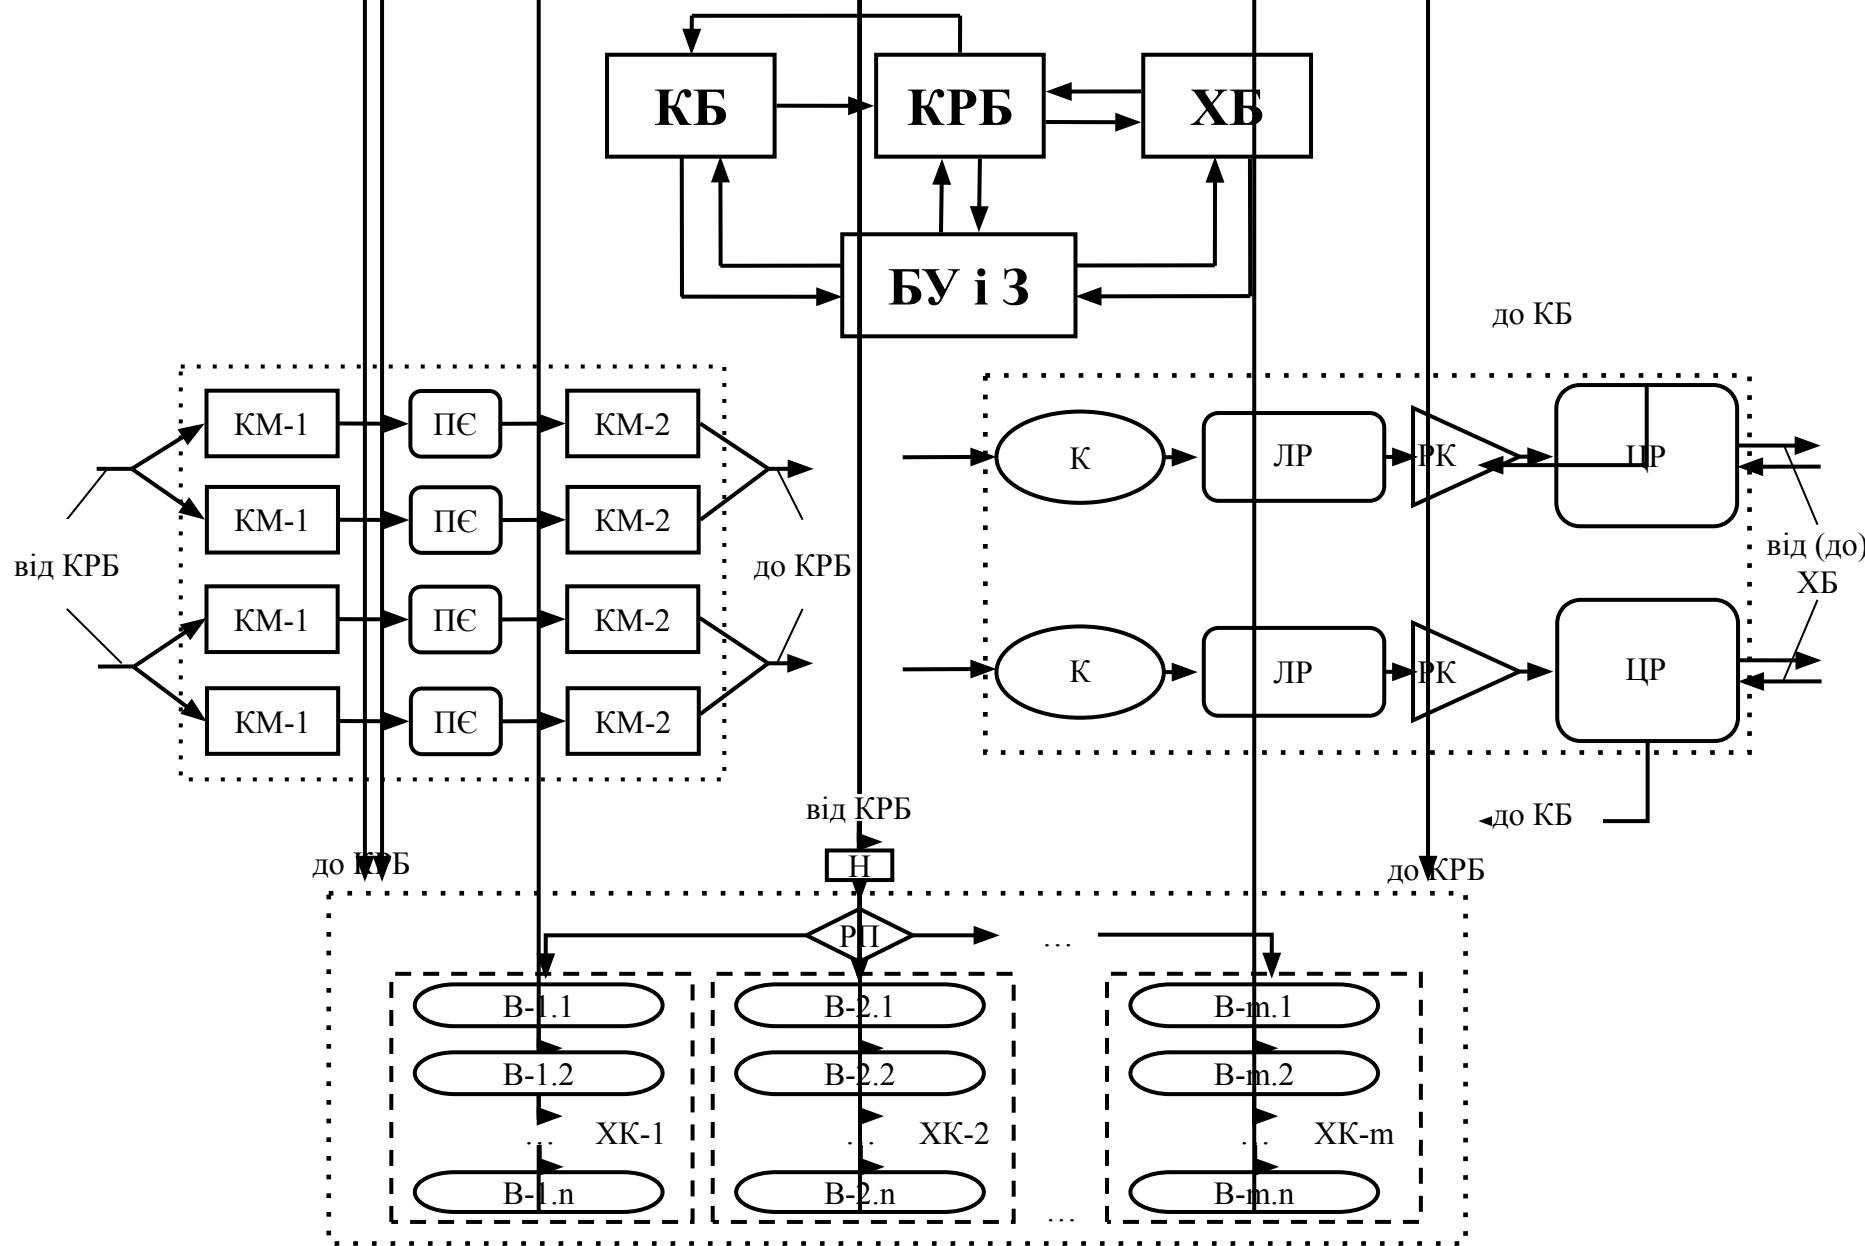 КБ
КРБ
ХБ
БУ і З
до КБ
КМ-1
ПЄ
КМ-2
КМ-1
ПЄ
КМ-2
від КРБ
до КРБ
КМ-1
ПЄ
КМ-2
КМ-1
ПЄ
КМ-2
К
ЛР
РК
ЦР
від (до)
ХБ
К
ЛР
РК
ЦР
від КРБ
до КБ
до КРБ
Н
до КРБ
РП
…
В-1.1
В-2.1
В-m.1
В-1.2
В-2.2
В-m.2
… ХК-1
… ХК-2
… ХК-m
В-1.n
В-2.n
В-m.n
…